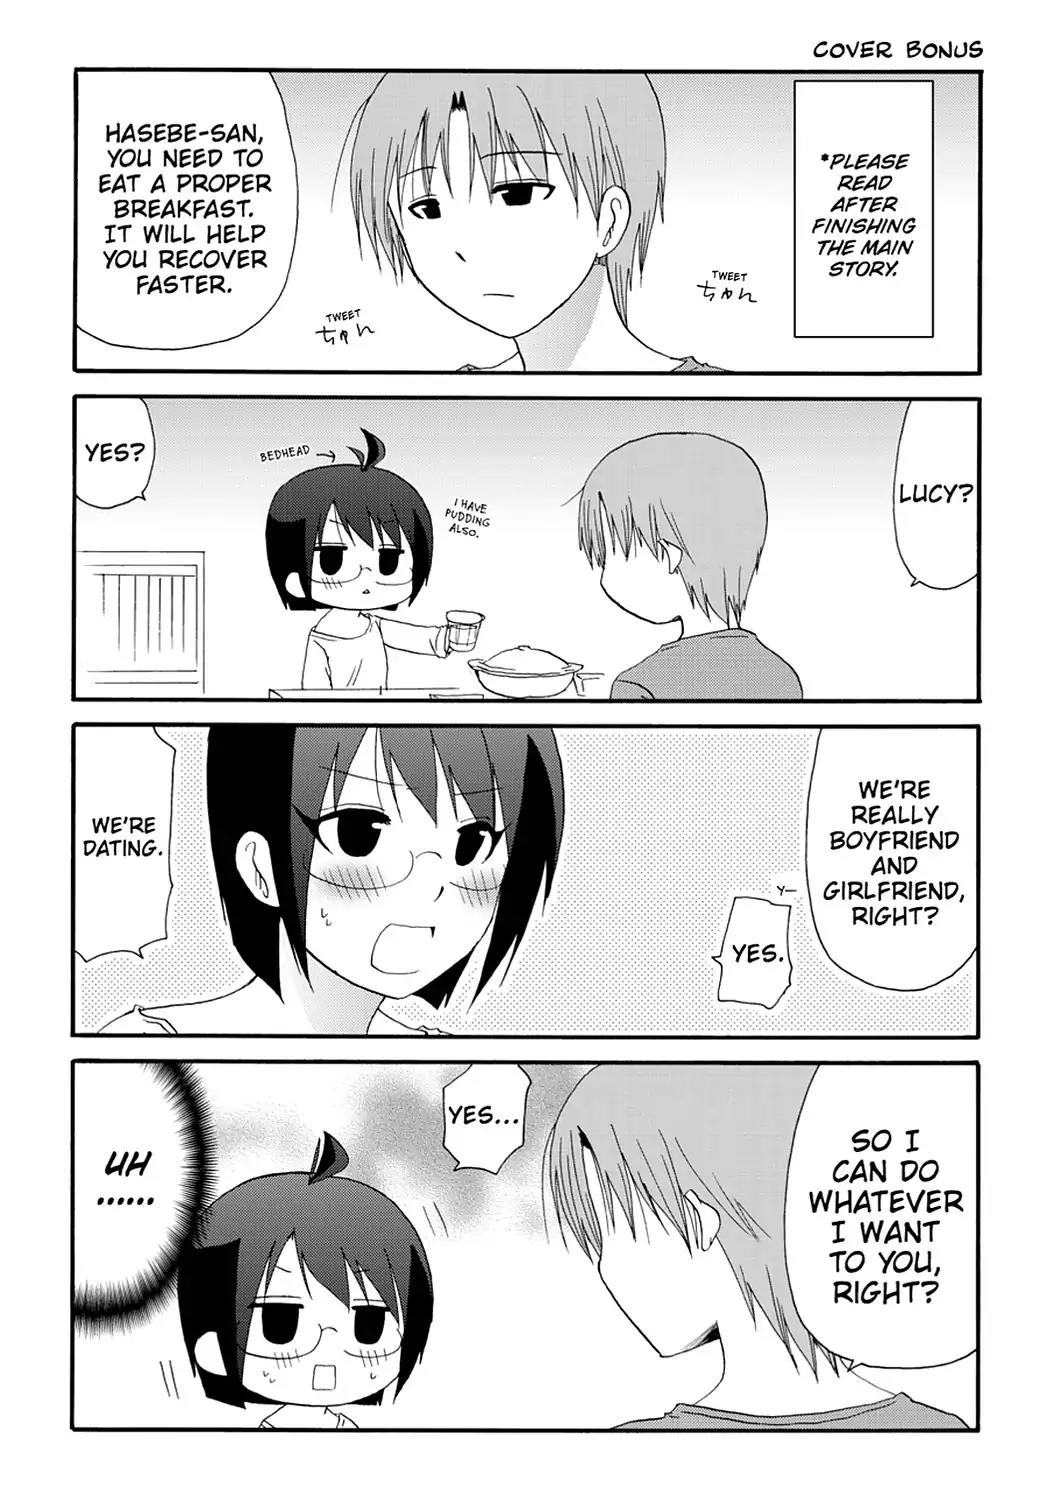 COVER BONUS
*PLEASE
READ
AFTER
FINISHING
THE MAIN
STORY.
HASEBE-SAN,
YOU NEED TO
EAT A PROPER
BREAKFAST.
IT WILL HELP
YOU RECOVER
FASTER.
TWEET
ちゅん
TWEET
ちゅん
LUCY?
I HAVE
PUDDING
ALSO.
BEDHEAD
YES?
WE'RE
REALLY
BOYFRIEND
AND
GIRLFRIEND,
RIGHT?
Y—
YES.
WE'RE
DATING.
SO I
CAN DO
WHATEVER
I WANT
TO YOU,
RIGHT?
YES...
UH
......